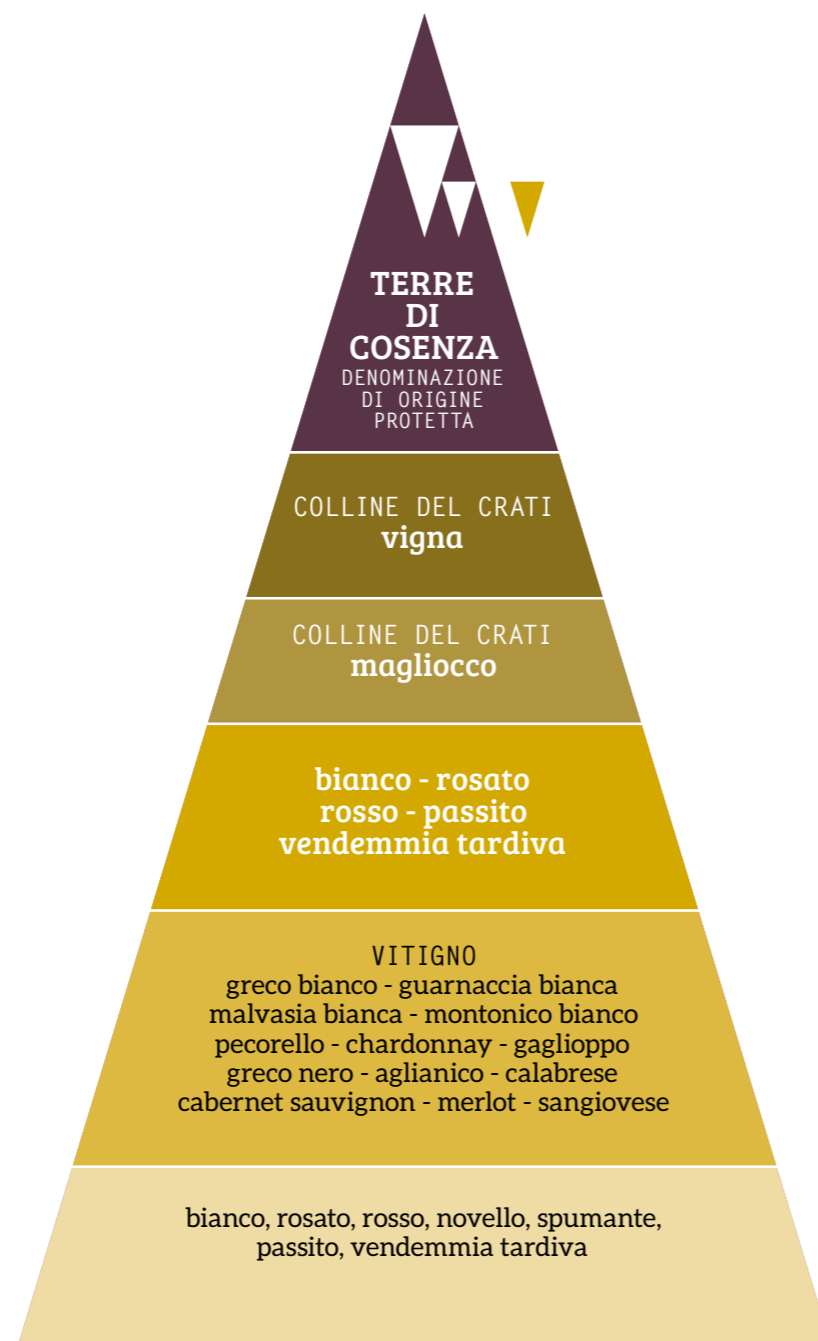 TERRE
DI
COSENZA
DENOMINAZIONE
DI ORIGINE
PROTETTA
COLLINE DEL CRATI
vigna
COLLINE DEL CRATI
magliocco
bianco - rosato
rosso - passito
vendemmia tardiva
VITIGNO
greco bianco - guarnaccia bianca
malvasia bianca - montonico bianco
pecorello - chardonnay - gaglioppo
greco nero - aglianico - calabrese
cabernet sauvignon - merlot - sangiovese
bianco, rosato, rosso, novello, spumante,
passito, vendemmia tardiva